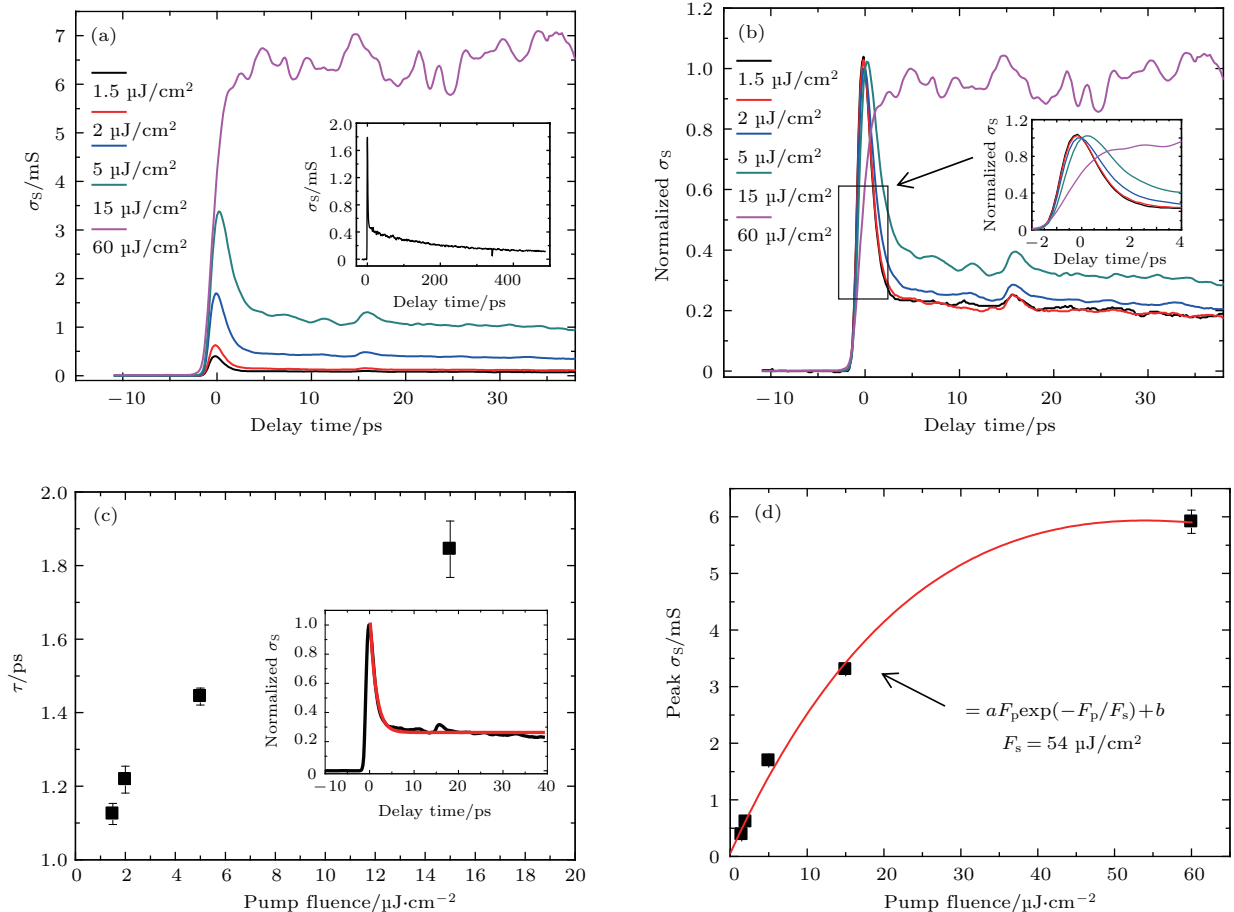 (a)
7
6
5
4
3
2
1
0
σS/mS
1.5 µJ/cm²
2 µJ/cm²
5 µJ/cm²
15 µJ/cm²
60 µJ/cm²
2.0
1.6
1.2
0.8
0.4
0
σS/mS
0 200 400
Delay time/ps
−10 0 10 20 30
Delay time/ps
(b)
1.2
1.0
0.8
0.6
0.4
0.2
0
Normalized σS
1.5 µJ/cm²
2 µJ/cm²
5 µJ/cm²
15 µJ/cm²
60 µJ/cm²
1.2
1.0
0.8
0.6
0.4
0.2
Normalized σS
−2 0 2 4
Delay time/ps
−10 0 10 20 30
Delay time/ps
(c)
2.0
1.8
1.6
1.4
1.2
1.0
τ/ps
1.0
0.8
0.6
0.4
0.2
0
Normalized σS
−10 0 10 20 30 40
Delay time/ps
0 2 4 6 8 10 12 14 16 18 20
Pump fluence/µJ·cm⁻²
(d)
6
5
4
3
2
1
0
Peak σS/mS
= aFp exp(−Fp/Fs)+b
Fs = 54 µJ/cm²
0 10 20 30 40 50 60
Pump fluence/µJ·cm⁻²